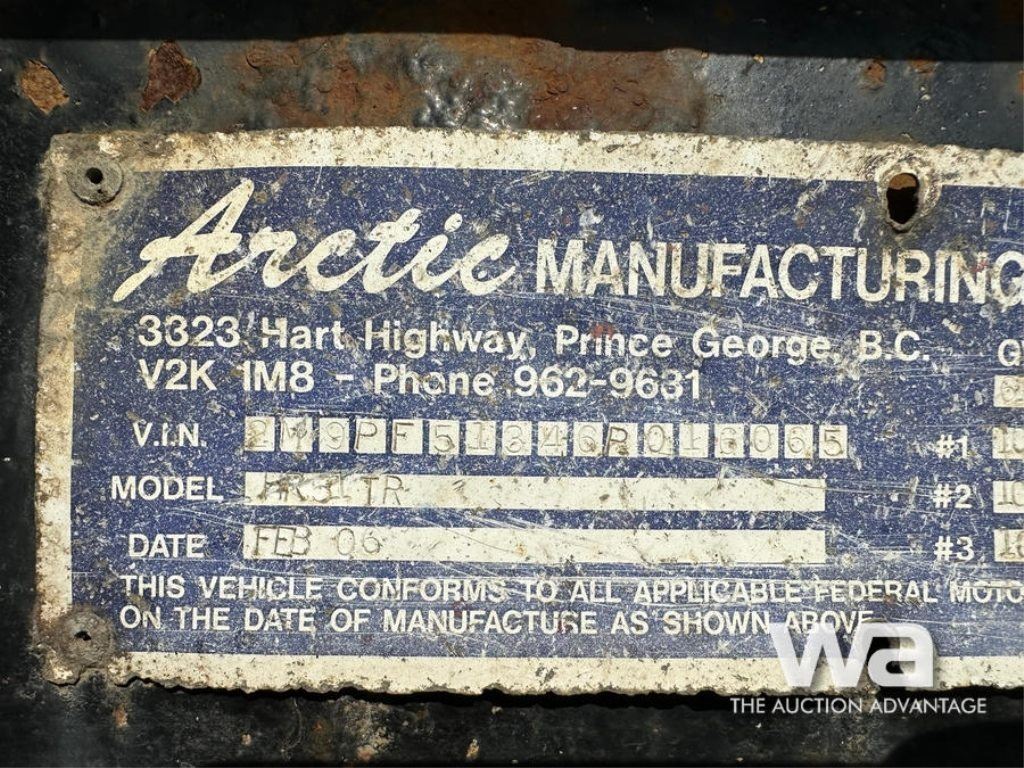 Arctic MANUFACTURING
3323 Hart Highway, Prince George, B.C.
V2K 1M8 - Phone 962-9631
V.I.N. 2M9PF51346P016065
MODEL HR31TR
DATE FEB 06
#1
#2
#3
THIS VEHICLE CONFORMS TO ALL APPLICABLE FEDERAL
ON THE DATE OF MANUFACTURE AS SHOWN ABOVE
wa
THE AUCTION ADVANTAGE